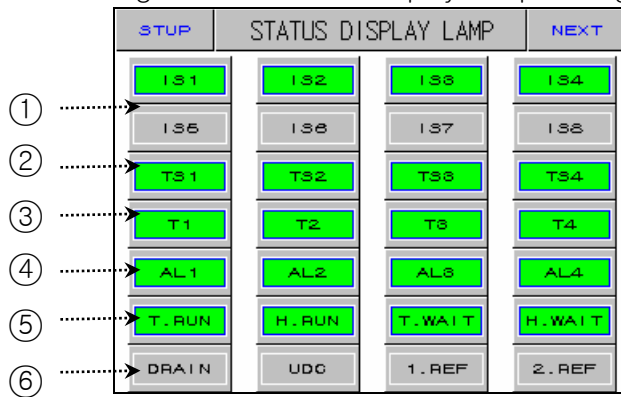 STUP STATUS DISPLAY LAMP NEXT
IS1 IS2 IS3 IS4
①
IS5 IS6 IS7 IS8
② TS1 TS2 TS3 TS4
③ T1 T2 T3 T4
④ AL1 AL2 AL3 AL4
⑤ T.RUN H.RUN T.WAIT H.WAIT
⑥ DRAIN UDC 1.REF 2.REF